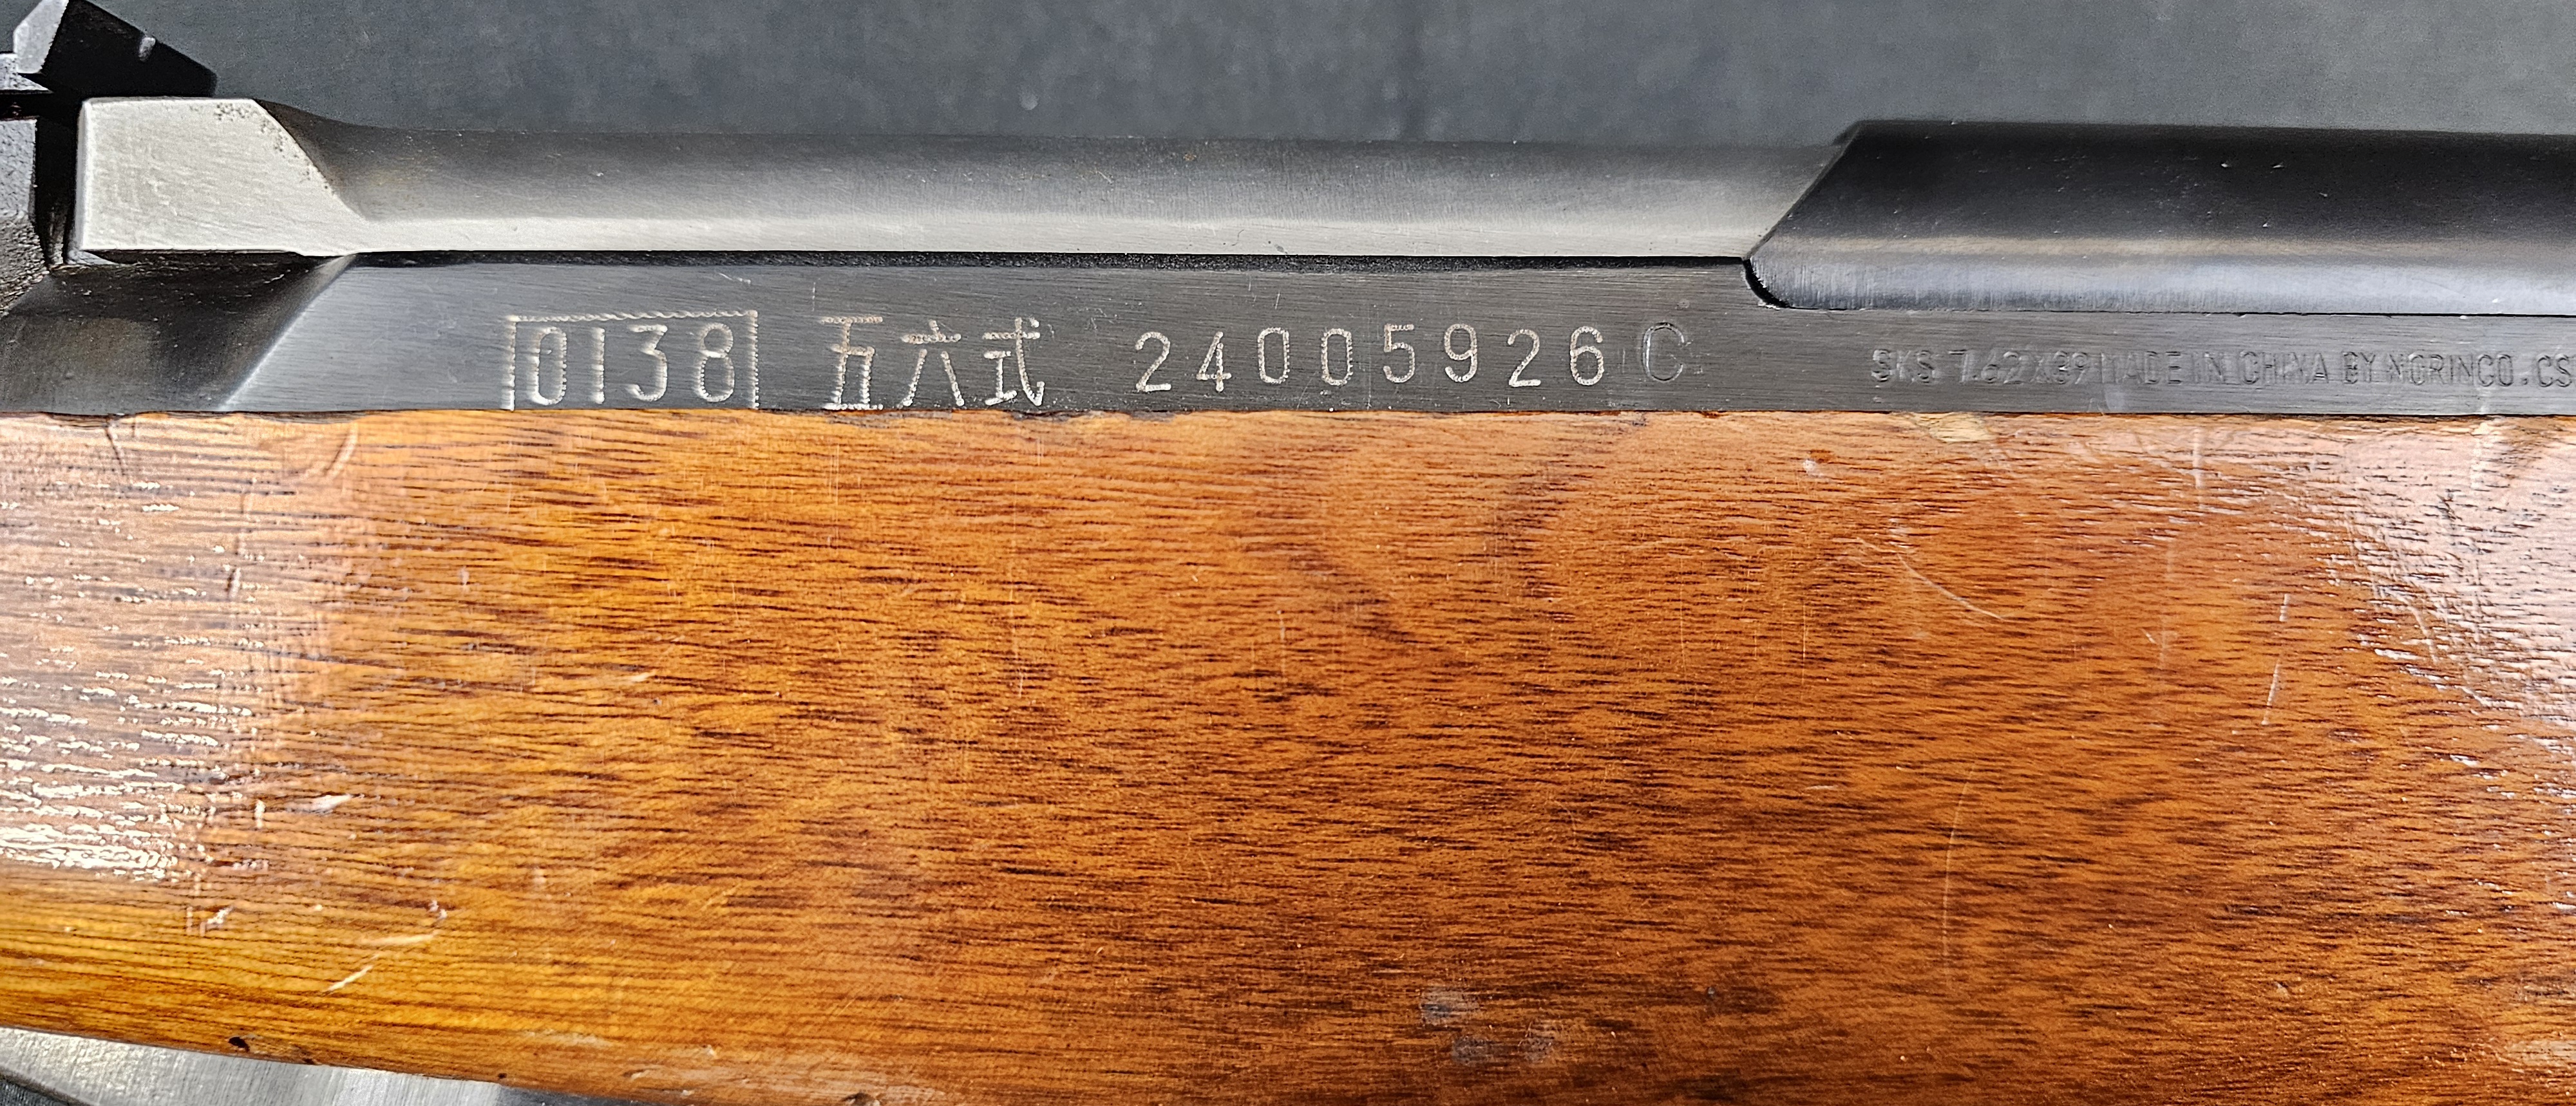 0138 五六式 24005926 C SKS 7.62X39 MADE IN CHINA BY NORINCO. CS